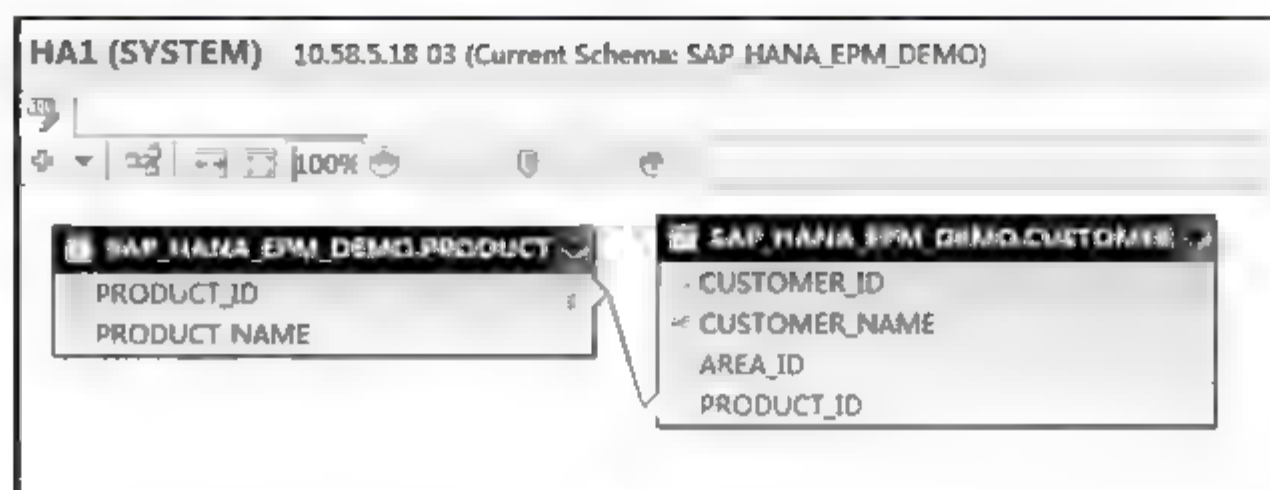 HA1 (SYSTEM) 10.58.5.18 03 (Current Schema: SAP_HANA_EPM_DEMO)
100%
SAP_HANA_EPM_DEMO.PRODUCT
PRODUCT_ID
PRODUCT NAME
SAP_HANA_EPM_DEMO.CUSTOMER
CUSTOMER_ID
CUSTOMER_NAME
AREA_ID
PRODUCT_ID